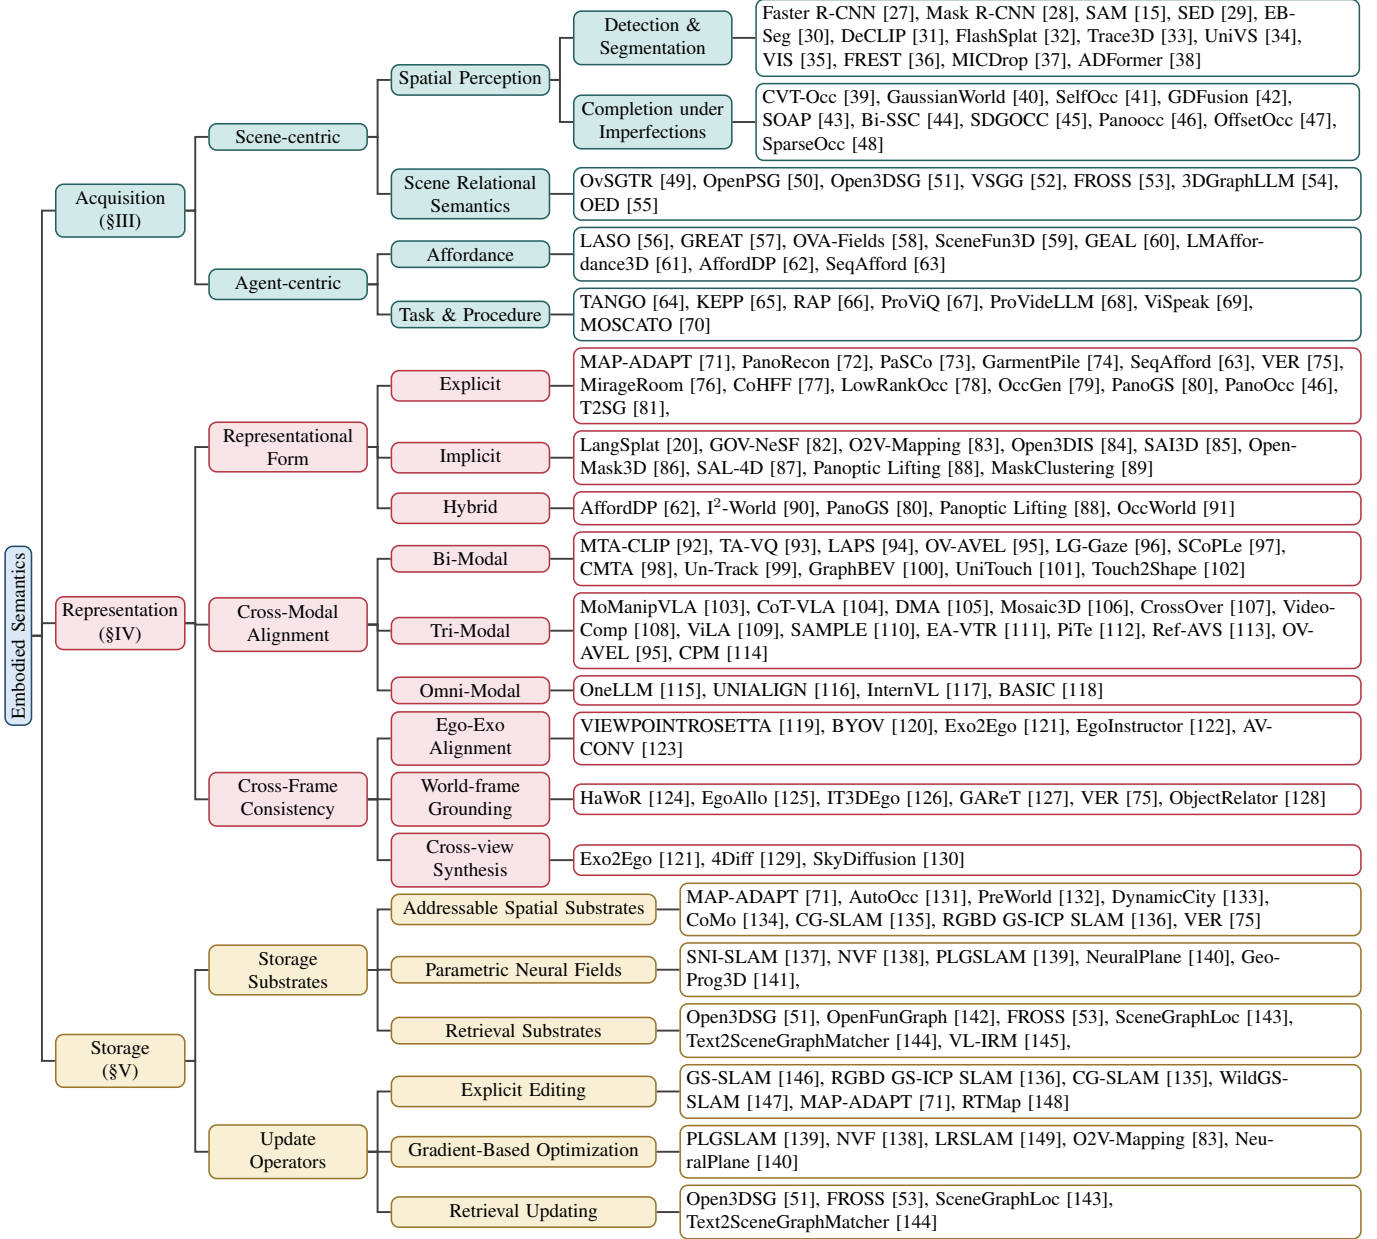 Embodied Semantics
Acquisition
(§III)
Scene-centric
Spatial Perception
Detection &
Segmentation
Faster R-CNN [27], Mask R-CNN [28], SAM [15], SED [29], EB-
Seg [30], DeCLIP [31], FlashSplat [32], Trace3D [33], UniVS [34],
VIS [35], FREST [36], MICDrop [37], ADFormer [38]
Completion under
Imperfections
CVT-Occ [39], GaussianWorld [40], SelfOcc [41], GDFusion [42],
SOAP [43], Bi-SSC [44], SDGOCC [45], Panoocc [46], OffsetOcc [47],
SparseOcc [48]
Scene Relational
Semantics
OvSGTR [49], OpenPSG [50], Open3DSG [51], VSGG [52], FROSS [53], 3DGraphLLM [54],
OED [55]
Agent-centric
Affordance
LASO [56], GREAT [57], OVA-Fields [58], SceneFun3D [59], GEAL [60], LMAffor-
dance3D [61], AffordDP [62], SeqAfford [63]
Task & Procedure
TANGO [64], KEPP [65], RAP [66], ProViQ [67], ProVideLLM [68], ViSpeak [69],
MOSCATO [70]
Representation
(§IV)
Representational
Form
Explicit
MAP-ADAPT [71], PanoRecon [72], PaSCo [73], GarmentPile [74], SeqAfford [63], VER [75],
MirageRoom [76], CoHFF [77], LowRankOcc [78], OccGen [79], PanoGS [80], PanoOcc [46],
T2SG [81],
Implicit
LangSplat [20], GOV-NeSF [82], O2V-Mapping [83], Open3DIS [84], SAI3D [85], Open-
Mask3D [86], SAL-4D [87], Panoptic Lifting [88], MaskClustering [89]
Hybrid
AffordDP [62], I²-World [90], PanoGS [80], Panoptic Lifting [88], OccWorld [91]
Cross-Modal
Alignment
Bi-Modal
MTA-CLIP [92], TA-VQ [93], LAPS [94], OV-AVEL [95], LG-Gaze [96], SCoPLe [97],
CMTA [98], Un-Track [99], GraphBEV [100], UniTouch [101], Touch2Shape [102]
Tri-Modal
MoManipVLA [103], CoT-VLA [104], DMA [105], Mosaic3D [106], CrossOver [107], Video-
Comp [108], ViLA [109], SAMPLE [110], EA-VTR [111], PiTe [112], Ref-AVS [113], OV-
AVEL [95], CPM [114]
Omni-Modal
OneLLM [115], UNIALIGN [116], InternVL [117], BASIC [118]
Cross-Frame
Consistency
Ego-Exo
Alignment
VIEWPOINTROSETTA [119], BYOV [120], Exo2Ego [121], EgoInstructor [122], AV-
CONV [123]
World-frame
Grounding
HaWoR [124], EgoAllo [125], IT3DEgo [126], GAReT [127], VER [75], ObjectRelator [128]
Cross-view
Synthesis
Exo2Ego [121], 4Diff [129], SkyDiffusion [130]
Storage
(§V)
Storage
Substrates
Addressable Spatial Substrates
MAP-ADAPT [71], AutoOcc [131], PreWorld [132], DynamicCity [133],
CoMo [134], CG-SLAM [135], RGBD GS-ICP SLAM [136], VER [75]
Parametric Neural Fields
SNI-SLAM [137], NVF [138], PLGSLAM [139], NeuralPlane [140], Geo-
Prog3D [141],
Retrieval Substrates
Open3DSG [51], OpenFunGraph [142], FROSS [53], SceneGraphLoc [143],
Text2SceneGraphMatcher [144], VL-IRM [145],
Update
Operators
Explicit Editing
GS-SLAM [146], RGBD GS-ICP SLAM [136], CG-SLAM [135], WildGS-
SLAM [147], MAP-ADAPT [71], RTMap [148]
Gradient-Based Optimization
PLGSLAM [139], NVF [138], LRSLAM [149], O2V-Mapping [83], Neu-
ralPlane [140]
Retrieval Updating
Open3DSG [51], FROSS [53], SceneGraphLoc [143],
Text2SceneGraphMatcher [144]